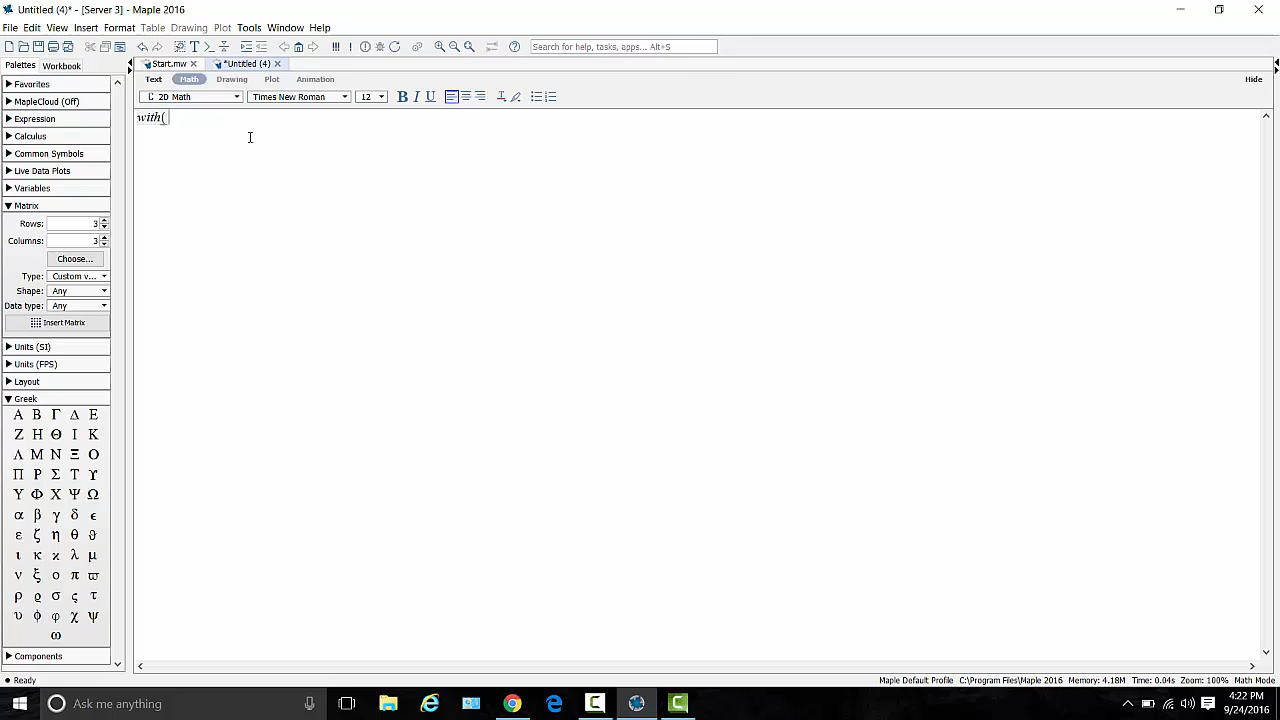 Untitled (4)* - [Server 3] - Maple 2016
File Edit View Insert Format Table Drawing Plot Tools Window Help
Search for help, tasks, apps... Alt+S
Palettes Workbook
Start.mw *Untitled (4)
Text Math Drawing Plot Animation Hide
C 2D Math Times New Roman 12 B I U
with(
Favorites
MapleCloud (Off)
Expression
Calculus
Common Symbols
Live Data Plots
Variables
Matrix
Rows: 3
Columns: 3
Choose...
Type: Custom v...
Shape: Any
Data type: Any
Insert Matrix
Units (SI)
Units (FPS)
Layout
Greek
Α Β Γ Δ Ε
Ζ Η Θ Ι Κ
Λ Μ Ν Ξ Ο
Π Ρ Σ Τ ϒ
Υ Φ Χ Ψ Ω
α β γ δ ϵ
ε ζ η θ ϑ
ι κ ϰ λ μ
ν ξ ο π ϖ
ρ ϱ σ ς τ
υ ϕ φ χ ψ
ω
Components
Ready
Maple Default Profile C:\Program Files\Maple 2016 Memory: 4.18M Time: 0.04s Zoom: 100% Math Mode
Ask me anything
4:22 PM
9/24/2016